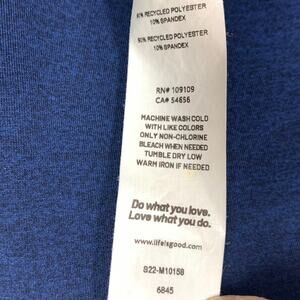 90% RECYCLED POLYESTER
10% SPANDEX
90% RECYCLED POLYESTER
10% SPANDEX
RN# 109109
CA# 54656
MACHINE WASH COLD
WITH LIKE COLORS
ONLY NON-CHLORINE
BLEACH WHEN NEEDED
TUMBLE DRY LOW
WARM IRON IF NEEDED
Do what you love.
Love what you do.
www.lifeisgood.com
S22-M10158
6845